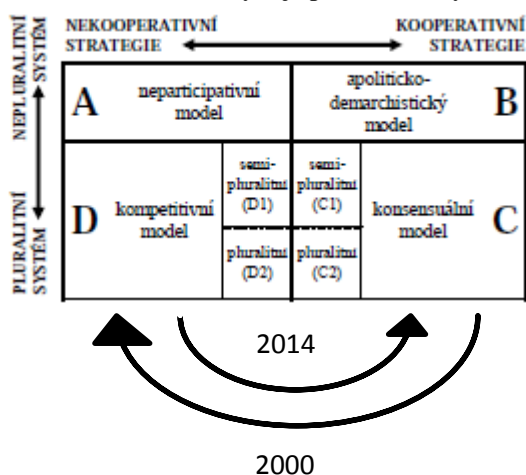 NEKOOPERATIVNÍ
STRATEGIE
KOOPERATIVNÍ
STRATEGIE
NEPLURALITNÍ
SYSTÉM
PLURALITNÍ
SYSTÉM
A
neparticipativní
model
apoliticko-
demarchistický
model
B
D
kompetitivní
model
semi-
pluralitní
(D1)
semi-
pluralitní
(C1)
pluralitní
(D2)
pluralitní
(C2)
konsensuální
model
C
2014
2000